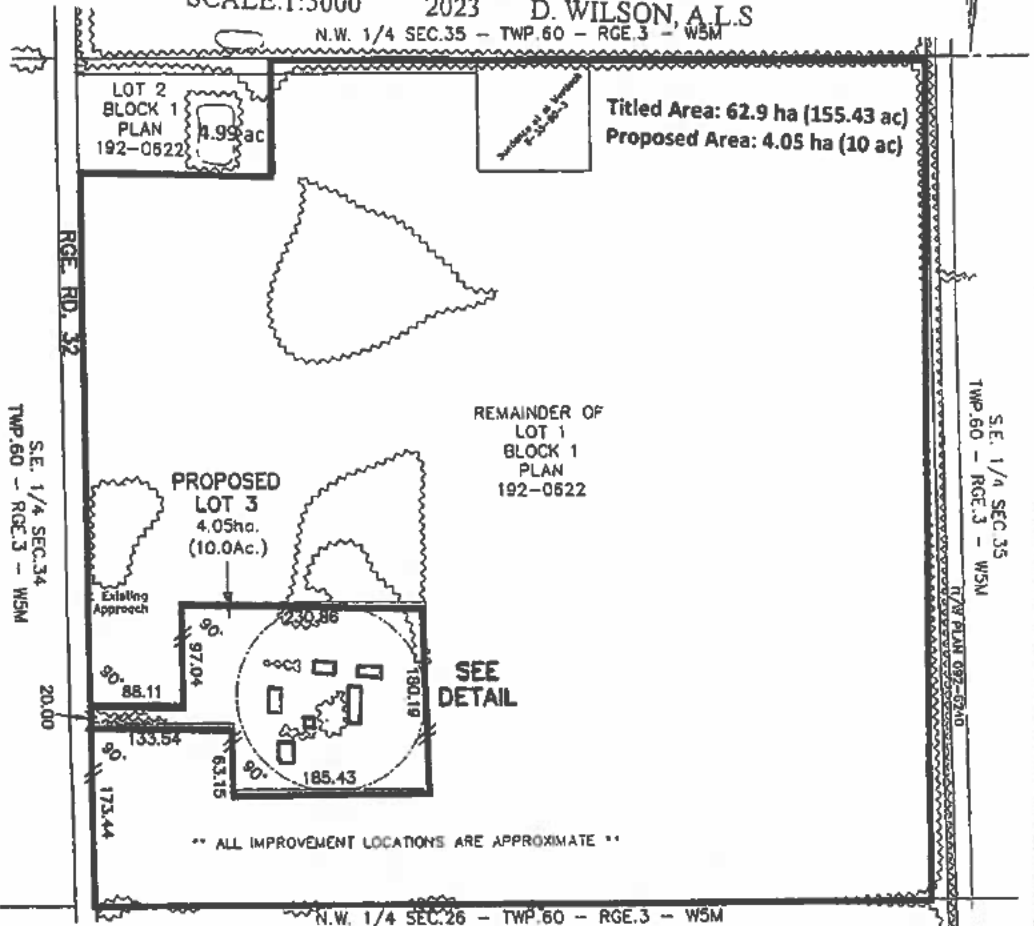 SCALE.1:5000 2023 D. WILSON, A.L.S
N.W. 1/4 SEC.35 – TWP.60 – RGE.3 – W5M
LOT 2
BLOCK 1
PLAN
192-0622
4.99 ac
Titled Area: 62.9 ha (155.43 ac)
Proposed Area: 4.05 ha (10 ac)
RGE. RD. 32
S.E. 1/4 SEC.34
TWP.60 – RGE.3 – W5M
REMAINDER OF
LOT 1
BLOCK 1
PLAN
192-0622
S.E. 1/4 SEC.35
TWP.60 – RGE.3 – W5M
PROPOSED
LOT 3
4.05ha.
(10.0Ac.)
Existing
Approach
90°
97.04
230.86
90°
88.11
180.19
SEE
DETAIL
20.00
133.54
90°
63.15
90°
185.43
173.44
** ALL IMPROVEMENT LOCATIONS ARE APPROXIMATE **
N.W. 1/4 SEC.26 – TWP.60 – RGE.3 – W5M